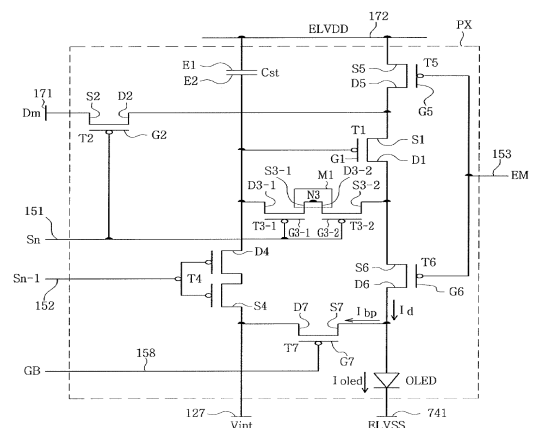 ELVDD 172 PX
E1 Cst
E2
S5 T5
D5 G5
171
Dm
S2 D2
T2 G2
T1
G1 S1
D1
153
EM
M1
S3-1 N3 D3-2
D3-1 S3-2
T3-1 G3-1 G3-2 T3-2
151
Sn
Sn-1
152
T4 D4
S4
S6 T6
D6 G6
D7 S7 I bp I d
T7 G7
GB 158
I oled OLED
127 741
Vint ELVSS